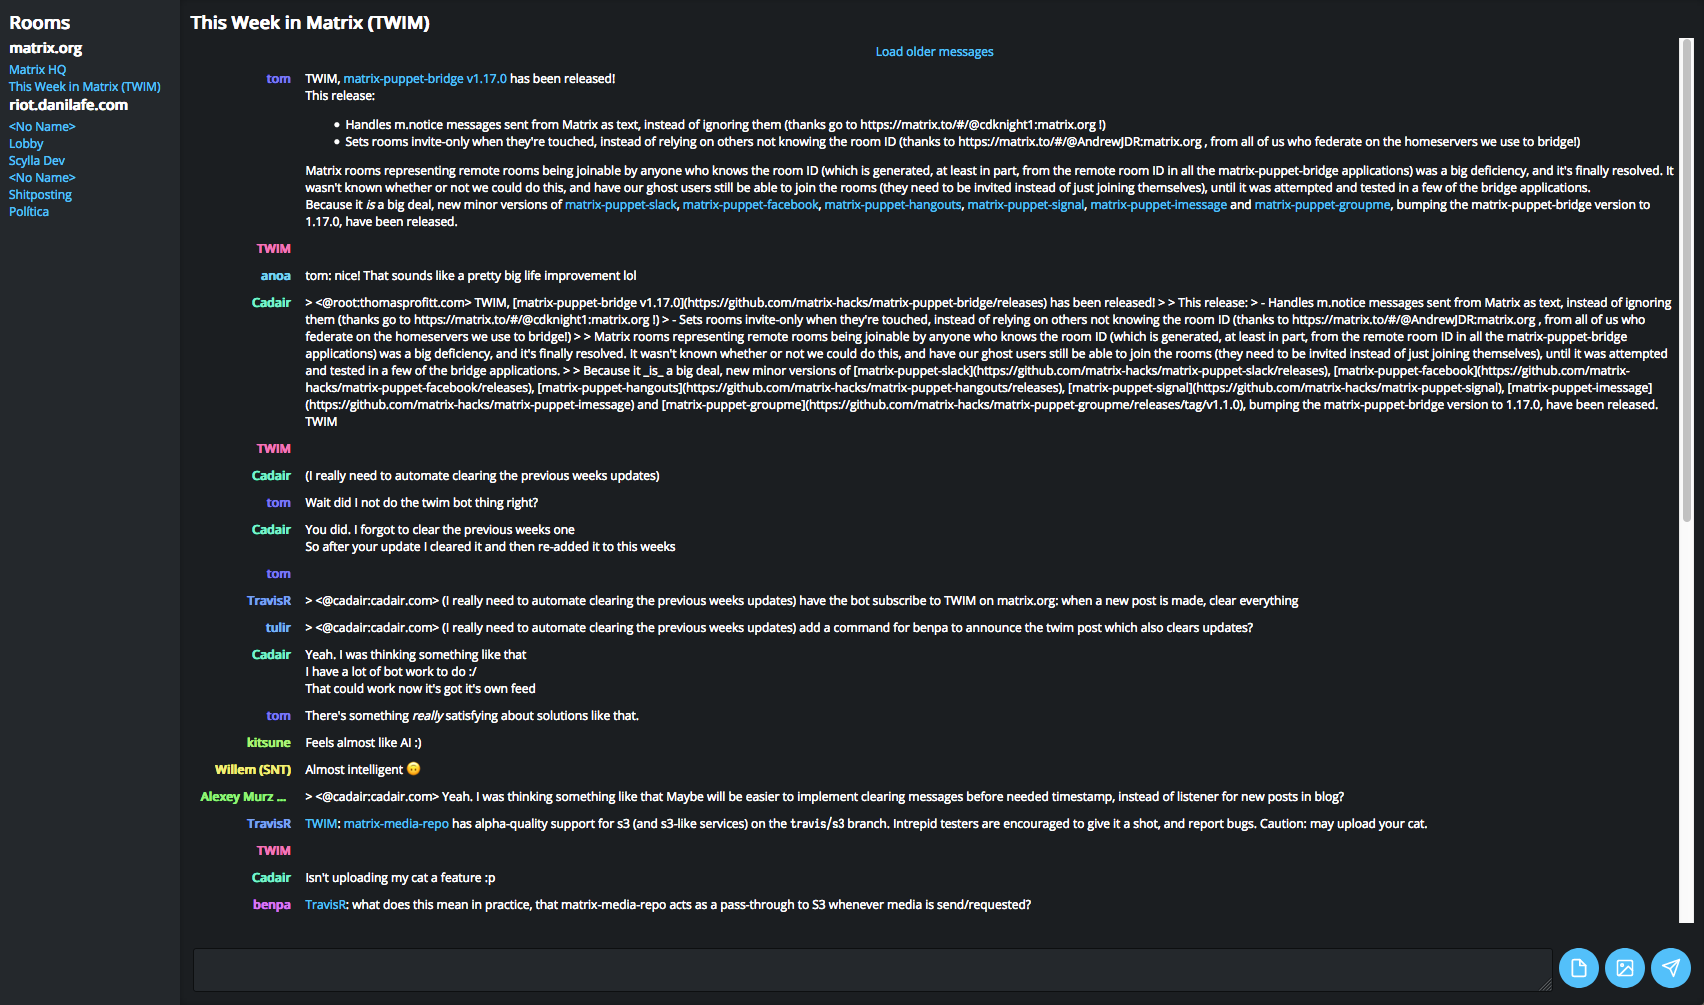 Rooms
matrix.org
Matrix HQ
This Week in Matrix (TWIM)
riot.danilafe.com
<No Name>
Lobby
Scylla Dev
<No Name>
Shitposting
Política
This Week in Matrix (TWIM)
Load older messages
tom TWIM, matrix-puppet-bridge v1.17.0 has been released!
This release:
• Handles m.notice messages sent from Matrix as text, instead of ignoring them (thanks go to https://matrix.to/#/@cdknight1:matrix.org !)
• Sets rooms invite-only when they're touched, instead of relying on others not knowing the room ID (thanks to https://matrix.to/#/@AndrewJDR:matrix.org , from all of us who federate on the homeservers we use to bridge!)
Matrix rooms representing remote rooms being joinable by anyone who knows the room ID (which is generated, at least in part, from the remote room ID in all the matrix-puppet-bridge applications) was a big deficiency, and it's finally resolved. It
wasn't known whether or not we could do this, and have our ghost users still be able to join the rooms (they need to be invited instead of just joining themselves), until it was attempted and tested in a few of the bridge applications.
Because it is a big deal, new minor versions of matrix-puppet-slack, matrix-puppet-facebook, matrix-puppet-hangouts, matrix-puppet-signal, matrix-puppet-imessage and matrix-puppet-groupme, bumping the matrix-puppet-bridge version to
1.17.0, have been released.
TWIM
anoa tom: nice! That sounds like a pretty big life improvement lol
Cadair > <@root:thomasprofitt.com> TWIM, [matrix-puppet-bridge v1.17.0](https://github.com/matrix-hacks/matrix-puppet-bridge/releases) has been released! > > This release: > - Handles m.notice messages sent from Matrix as text, instead of ignoring
them (thanks go to https://matrix.to/#/@cdknight1:matrix.org !) > - Sets rooms invite-only when they're touched, instead of relying on others not knowing the room ID (thanks to https://matrix.to/#/@AndrewJDR:matrix.org , from all of us who
federate on the homeservers we use to bridge!) > > Matrix rooms representing remote rooms being joinable by anyone who knows the room ID (which is generated, at least in part, from the remote room ID in all the matrix-puppet-bridge
applications) was a big deficiency, and it's finally resolved. It wasn't known whether or not we could do this, and have our ghost users still be able to join the rooms (they need to be invited instead of just joining themselves), until it was attempted
and tested in a few of the bridge applications. > > Because it _is_ a big deal, new minor versions of [matrix-puppet-slack](https://github.com/matrix-hacks/matrix-puppet-slack/releases), [matrix-puppet-facebook](https://github.com/matrix-
hacks/matrix-puppet-facebook/releases), [matrix-puppet-hangouts](https://github.com/matrix-hacks/matrix-puppet-hangouts/releases), [matrix-puppet-signal](https://github.com/matrix-hacks/matrix-puppet-signal), [matrix-puppet-imessage]
(https://github.com/matrix-hacks/matrix-puppet-imessage) and [matrix-puppet-groupme](https://github.com/matrix-hacks/matrix-puppet-groupme/releases/tag/v1.1.0), bumping the matrix-puppet-bridge version to 1.17.0, have been released.
TWIM
TWIM
Cadair (I really need to automate clearing the previous weeks updates)
tom Wait did I not do the twim bot thing right?
Cadair You did. I forgot to clear the previous weeks one
So after your update I cleared it and then re-added it to this weeks
tom
TravisR > <@cadair:cadair.com> (I really need to automate clearing the previous weeks updates) have the bot subscribe to TWIM on matrix.org: when a new post is made, clear everything
tulir > <@cadair:cadair.com> (I really need to automate clearing the previous weeks updates) add a command for benpa to announce the twim post which also clears updates?
Cadair Yeah. I was thinking something like that
I have a lot of bot work to do :/
That could work now it's got it's own feed
tom There's something really satisfying about solutions like that.
kitsune Feels almost like AI :)
Willem (SNT) Almost intelligent 🙃
Alexey Murz ... > <@cadair:cadair.com> Yeah. I was thinking something like that Maybe will be easier to implement clearing messages before needed timestamp, instead of listener for new posts in blog?
TravisR TWIM: matrix-media-repo has alpha-quality support for s3 (and s3-like services) on the travis/s3 branch. Intrepid testers are encouraged to give it a shot, and report bugs. Caution: may upload your cat.
TWIM
Cadair Isn't uploading my cat a feature :p
benpa TravisR: what does this mean in practice, that matrix-media-repo acts as a pass-through to S3 whenever media is send/requested?